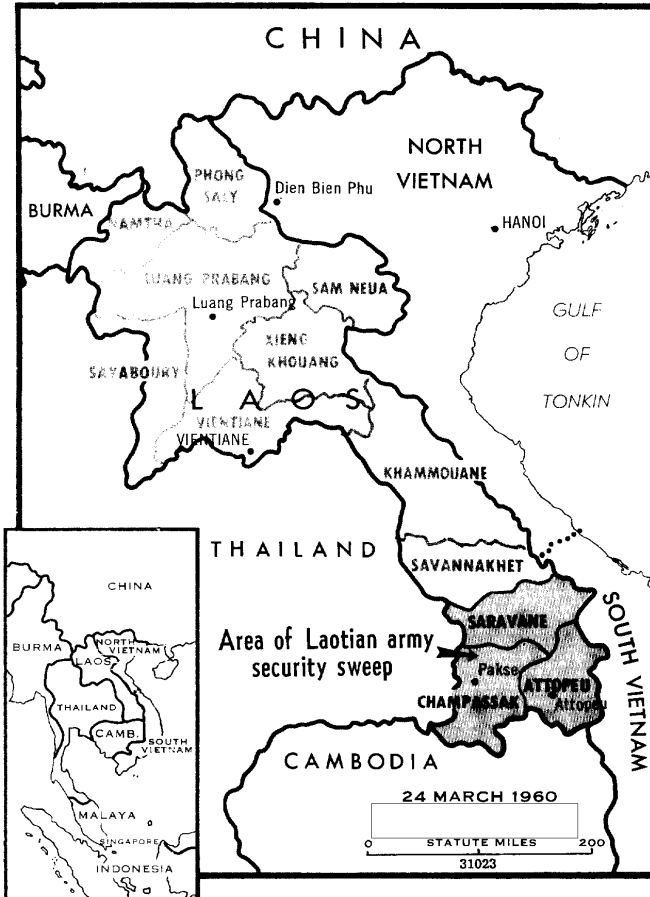 CHINA
NORTH
VIETNAM
PHONG
SALY
Dien Bien Phu
BURMA
NAMTHA
HANOI
LUANG PRABANG
SAM NEUA
Luang Prabang
GULF
OF
TONKIN
XIENG
KHOUANG
SAYABOURY
LAOS
VIENTIANE
VIENTIANE
KHAMMOUANE
THAILAND
SAVANNAKHET
SARAVANE
SOUTH VIETNAM
Area of Laotian army
security sweep
Pakse
ATTOPEU
CHAMPASSAK
Attopeu
CAMBODIA
24 MARCH 1960
0 STATUTE MILES 200
31023
CHINA
BURMA
NORTH
VIETNAM
LAOS
THAILAND
CAMB.
SOUTH
VIETNAM
MALAYA
SINGAPORE
INDONESIA